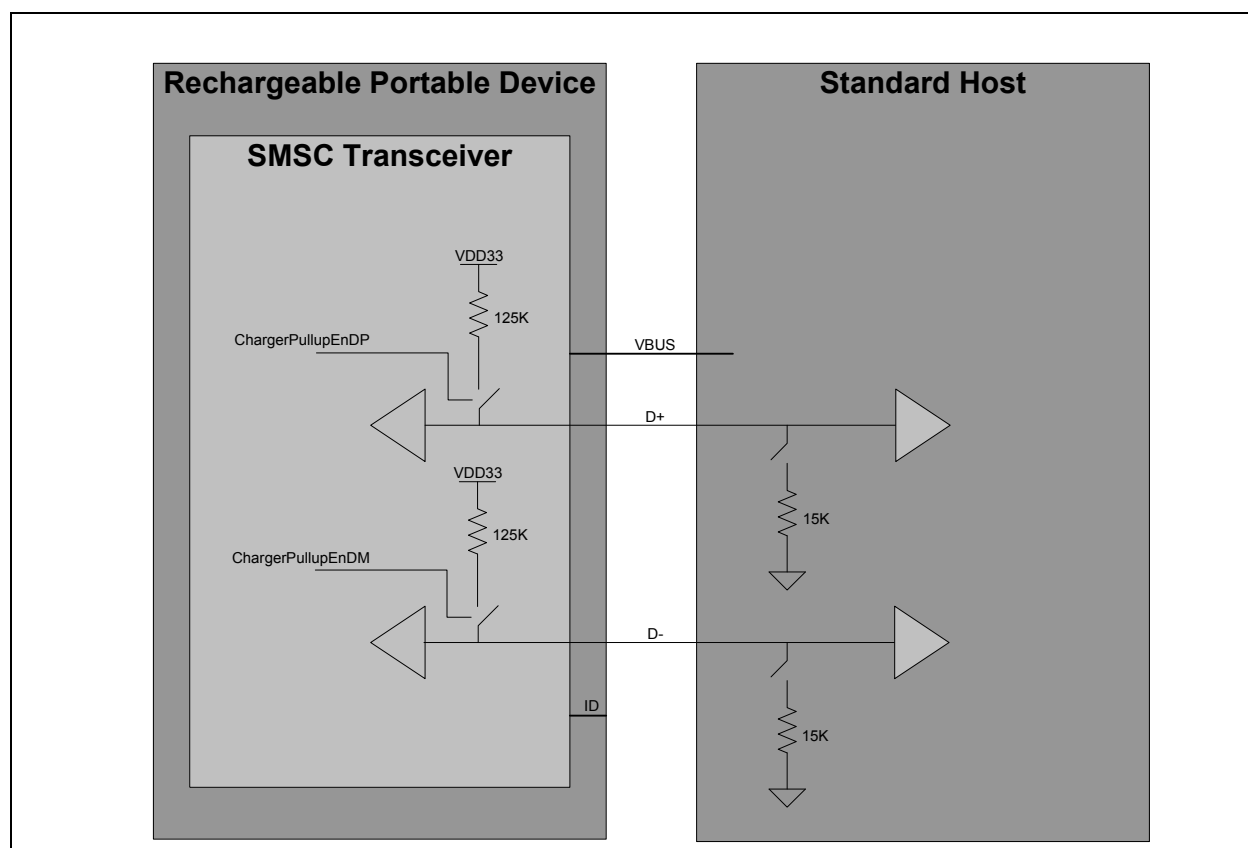 Rechargeable Portable Device
Standard Host
SMSC Transceiver
VDD33
125K
ChargerPullupEnDP
VBUS
D+
VDD33
15K
125K
ChargerPullupEnDM
D-
ID
15K